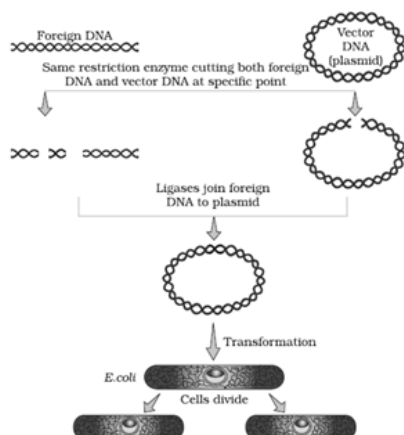 Foreign DNA
Vector
DNA
(plasmid)
Same restriction enzyme cutting both foreign
DNA and vector DNA at specific point
Ligases join foreign
DNA to plasmid
Transformation
E.coli
Cells divide